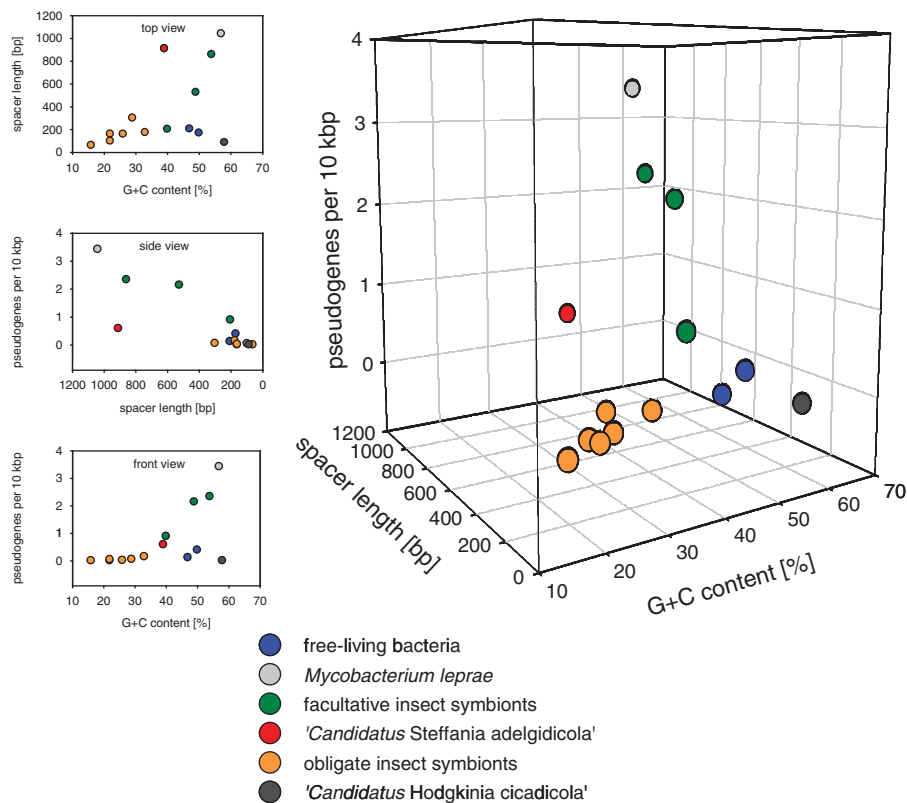 top view
spacer length [bp]
1200
1000
800
600
400
200
0
10 20 30 40 50 60 70
G+C content [%]
side view
pseudogenes per 10 kbp
4
3
2
1
0
1200 1000 800 600 400 200 0
spacer length [bp]
front view
pseudogenes per 10 kbp
4
3
2
1
0
10 20 30 40 50 60 70
G+C content [%]
pseudogenes per 10 kbp
4
3
2
1
0
1200
1000
800
600
400
200
0
spacer length [bp]
10
20
30
40
50
60
70
G+C content [%]
free-living bacteria
Mycobacterium leprae
facultative insect symbionts
'Candidatus Steffania adelgidicola'
obligate insect symbionts
'Candidatus Hodgkinia cicadicola'